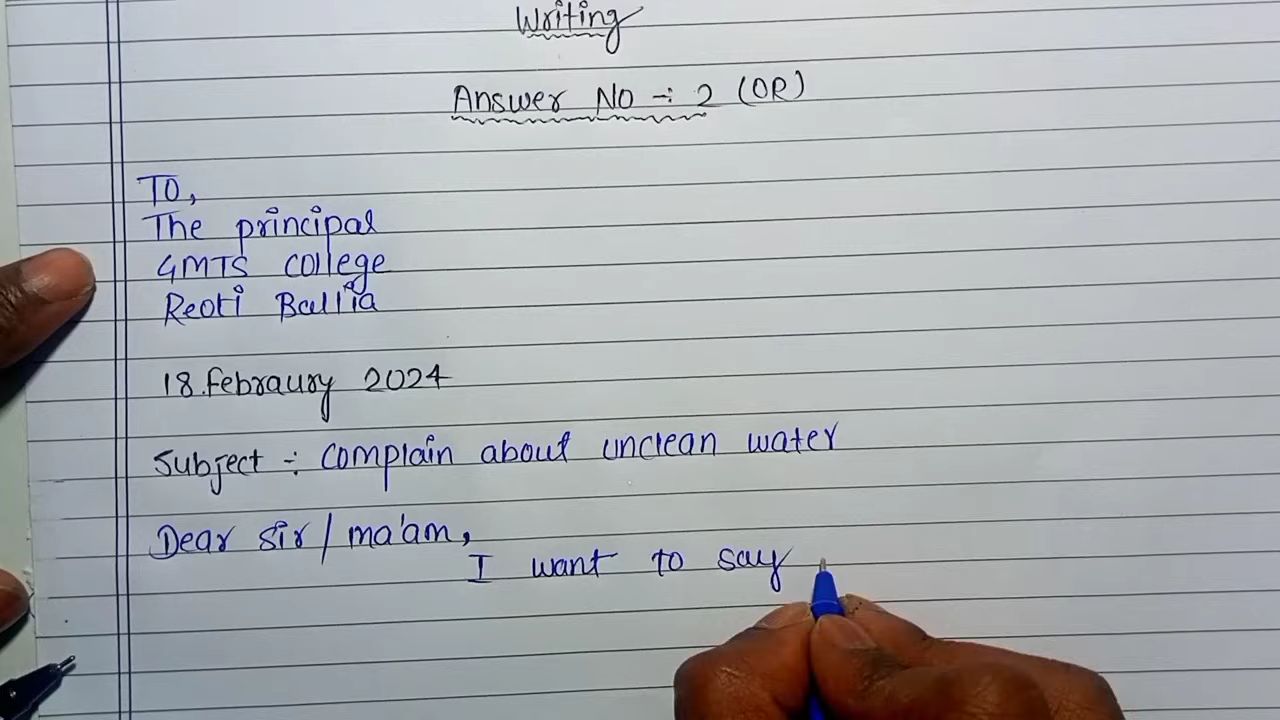 Writing
Answer No -: 2 (OR)
To,
The principal
GMTS college
Reoti Ballia
18.febraury 2024
Subject -: complain about unclean water
Dear sir/ma'am,
I want to say